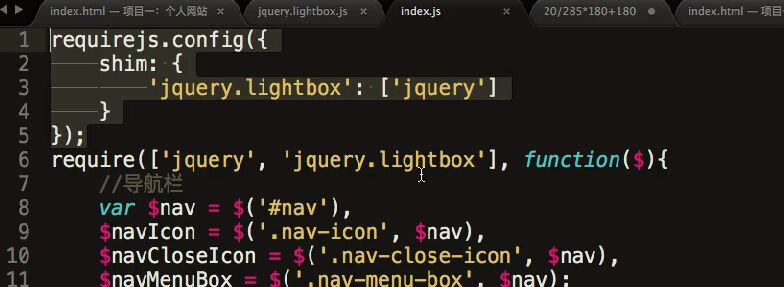 index.html — 项目一：个人网站 × jquery.lightbox.js × index.js × 20/285*180+180 index.html — 项目一
1 requirejs.config({
2 shim: {
3 'jquery.lightbox': ['jquery']
4 }
5 });
6 require(['jquery', 'jquery.lightbox'], function($){
7 //导航栏
8 var $nav = $('#nav'),
9 $navIcon = $('.nav-icon', $nav),
10 $navCloseIcon = $('.nav-close-icon', $nav),
11 $navMenuBox = $('.nav-menu-box', $nav);